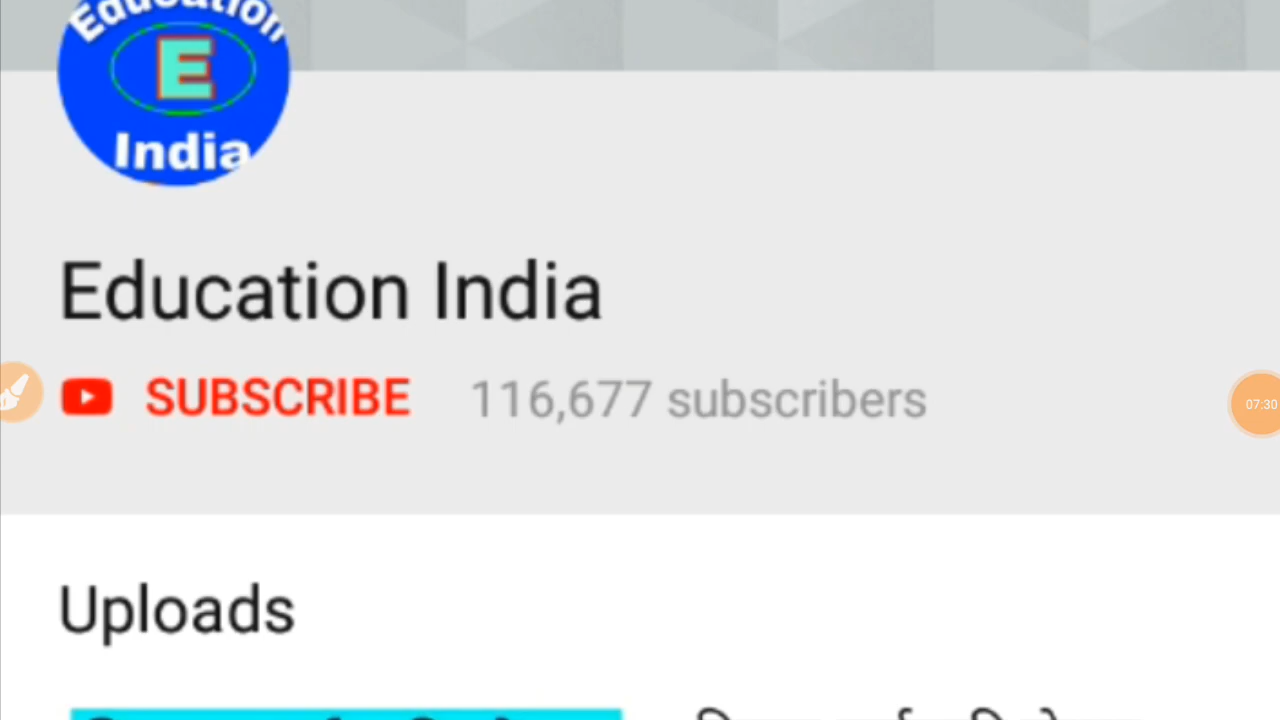 Education
E
India
Education India
SUBSCRIBE 116,677 subscribers
07:30
Uploads